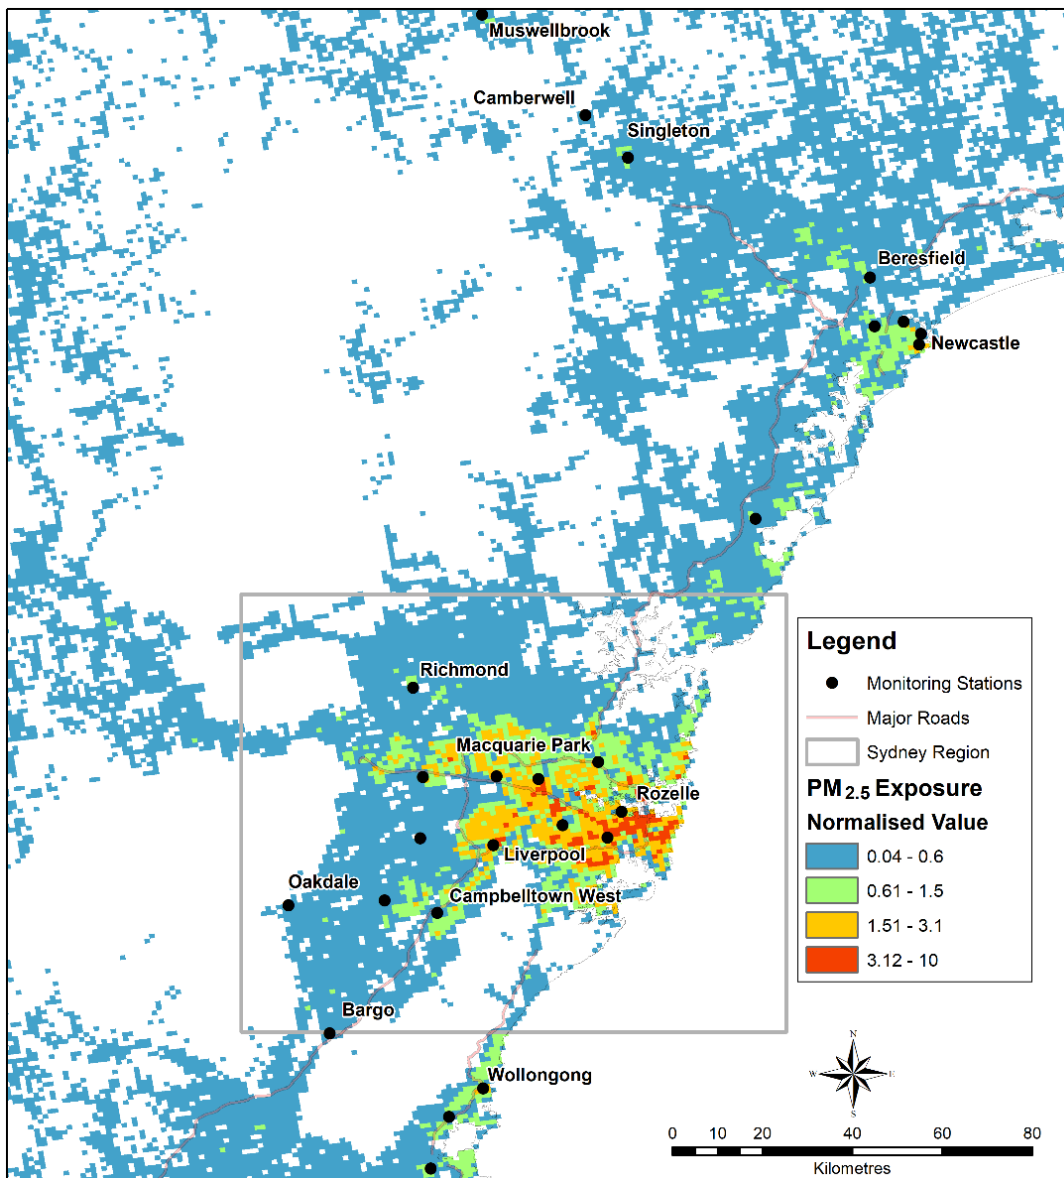 Muswellbrook
Camberwell
Singleton
Beresfield
Newcastle
Richmond
Macquarie Park
Rozelle
Liverpool
Oakdale
Campbelltown West
Bargo
Wollongong
Legend
Monitoring Stations
Major Roads
Sydney Region
PM2.5 Exposure
Normalised Value
0.04 - 0.6
0.61 - 1.5
1.51 - 3.1
3.12 - 10
N
W E
S
0 10 20 40 60 80
Kilometres